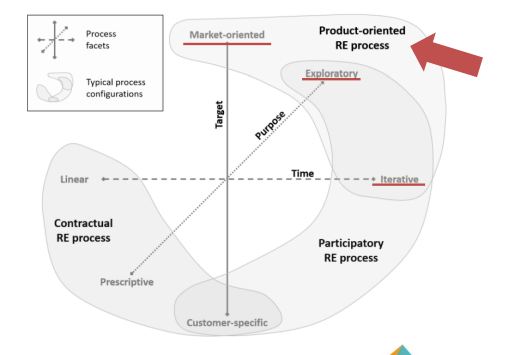 Process
facets
Typical process
configurations
Market-oriented
Product-oriented
RE process
Exploratory
Target
Purpose
Time
Linear
Iterative
Contractual
RE process
Participatory
RE process
Prescriptive
Customer-specific